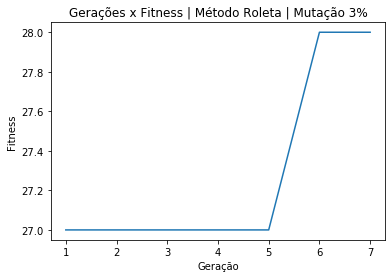 Gerações x Fitness | Método Roleta | Mutação 3%
28.0
27.8
27.6
27.4
27.2
27.0
Fitness
1 2 3 4 5 6 7
Geração